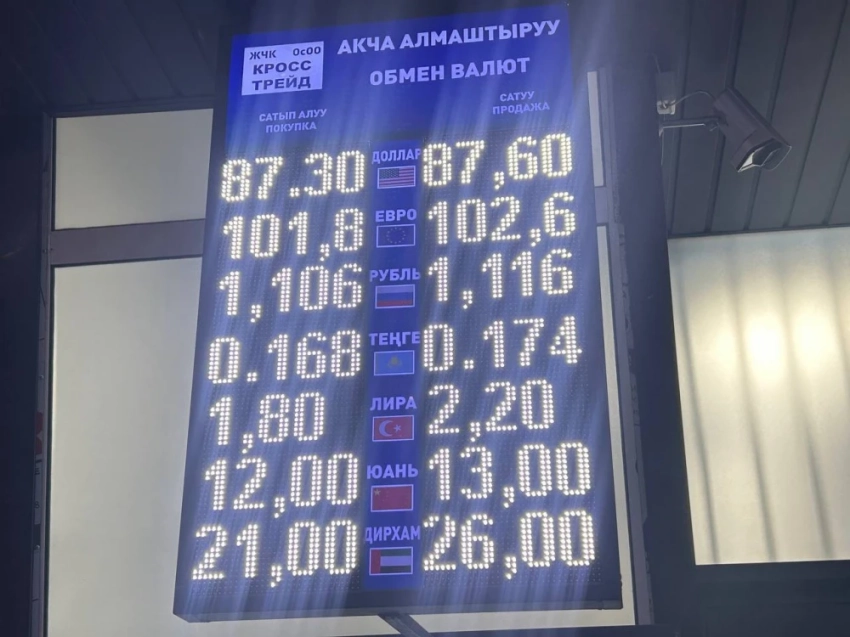 ЖЧК ОсОО
КРОСС
ТРЕЙД
АКЧА АЛМАШТЫРУУ
ОБМЕН ВАЛЮТ
САТЫП АЛУУ
ПОКУПКА
САТУУ
ПРОДАЖА
87.30 ДОЛЛАР 87,60
101,8 ЕВРО 102,6
1,106 РУБЛЬ 1,116
0.168 ТЕҢГЕ 0.174
1,80 ЛИРА 2,20
12,00 ЮАНЬ 13,00
21,00 ДИРХАМ 26,00